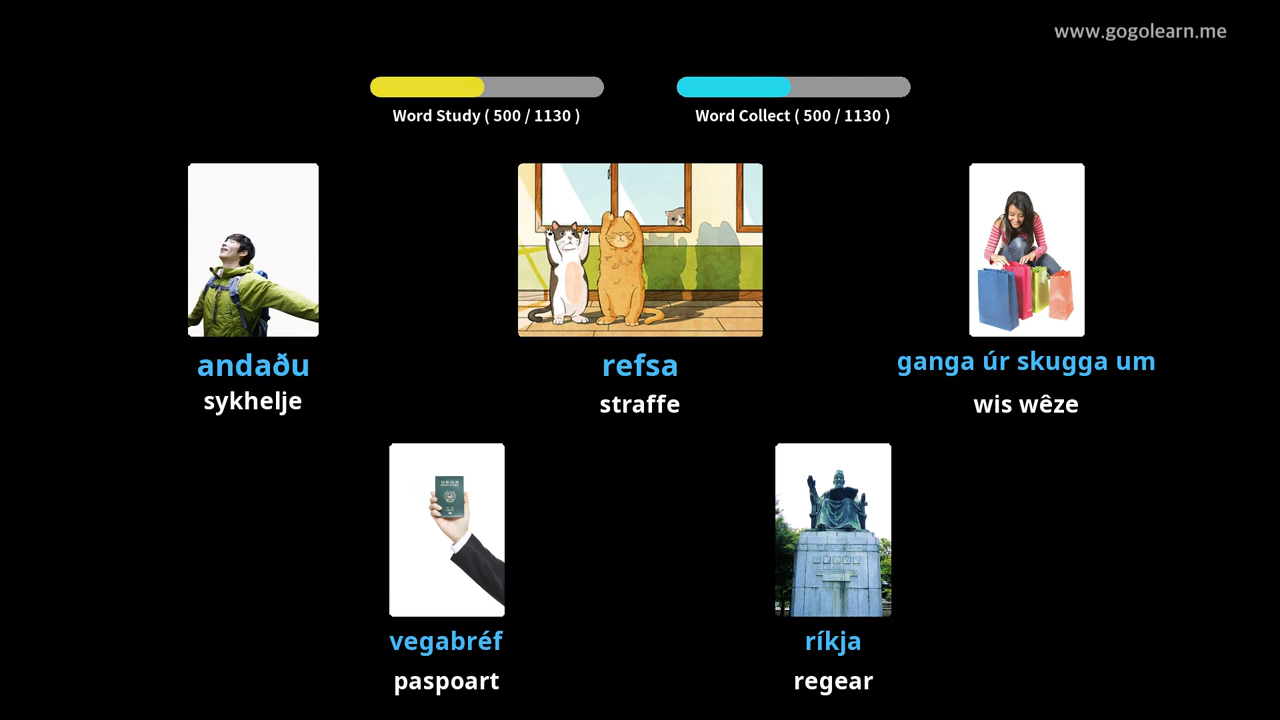 www.gogolearn.me
Word Study ( 500 / 1130 )
Word Collect ( 500 / 1130 )
andaðu
sykhelje
refsa
straffe
ganga úr skugga um
wis wêze
vegabréf
paspoart
ríkja
regear